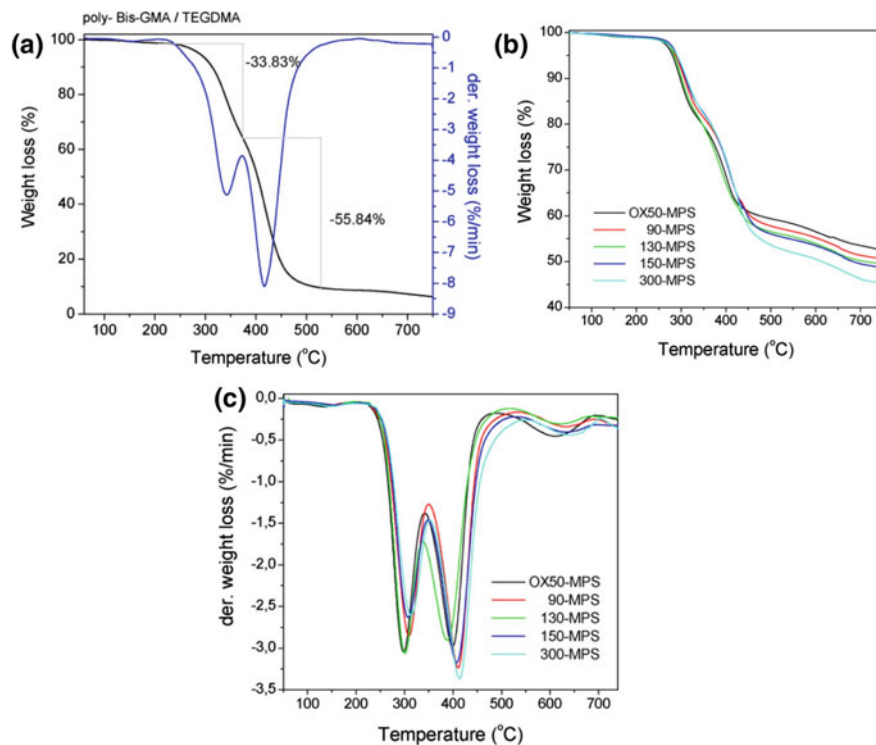 poly- Bis-GMA / TEGDMA
(a)
100
80
60
40
20
0
-33.83%
-55.84%
0
-1
-2
-3
-4
-5
-6
-7
-8
-9
100 200 300 400 500 600 700
Weight loss (%)
der. weight loss (%/min)
Temperature (°C)
(b)
100
90
80
70
60
50
40
OX50-MPS
90-MPS
130-MPS
150-MPS
300-MPS
100 200 300 400 500 600 700
Weight loss (%)
Temperature (°C)
(c)
0,0
-0,5
-1,0
-1,5
-2,0
-2,5
-3,0
-3,5
OX50-MPS
90-MPS
130-MPS
150-MPS
300-MPS
100 200 300 400 500 600 700
der. weight loss (%/min)
Temperature (°C)